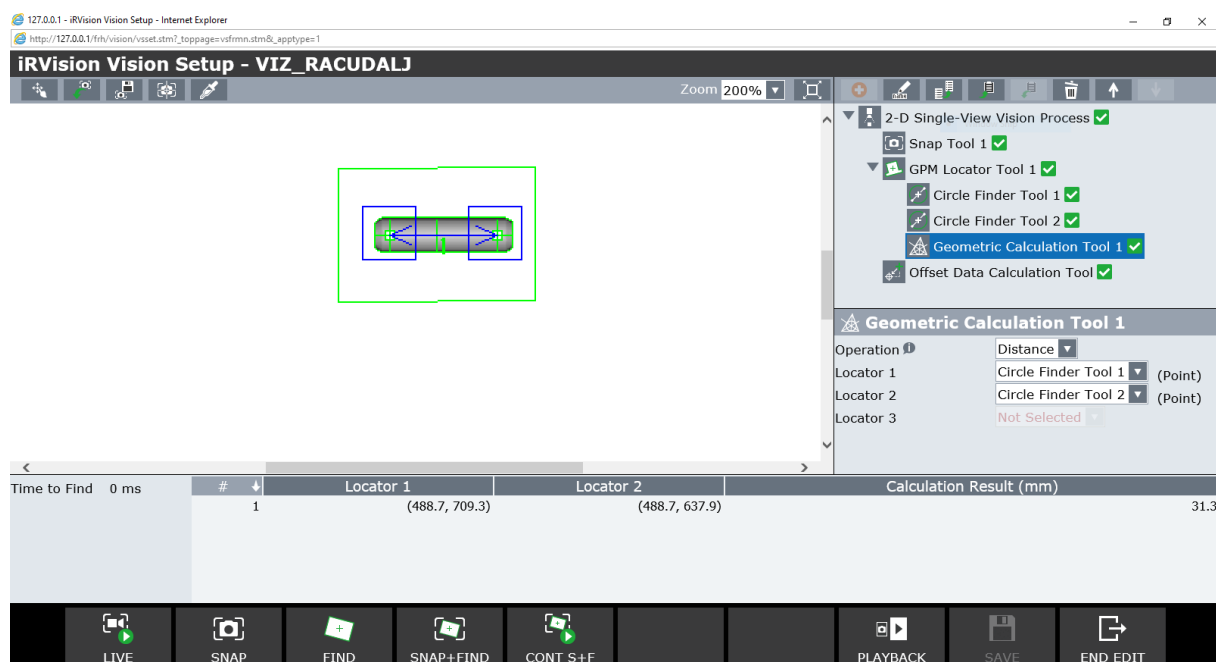 127.0.0.1 - iRVision Vision Setup - Internet Explorer
http://127.0.0.1/frh/vision/vsset.stm?_toppage=vsfrmn.stm&_apptype=1
iRVision Vision Setup - VIZ_RACUDALJ
Zoom 200%
2-D Single-View Vision Process
Snap Tool 1
GPM Locator Tool 1
Circle Finder Tool 1
Circle Finder Tool 2
Geometric Calculation Tool 1
Offset Data Calculation Tool
Geometric Calculation Tool 1
Operation Distance
Locator 1 Circle Finder Tool 1 (Point)
Locator 2 Circle Finder Tool 2 (Point)
Locator 3 Not Selected
Time to Find 0 ms
# Locator 1 Locator 2 Calculation Result (mm)
1 (488.7, 709.3) (488.7, 637.9) 31.3
LIVE SNAP FIND SNAP+FIND CONT S+F PLAYBACK SAVE END EDIT